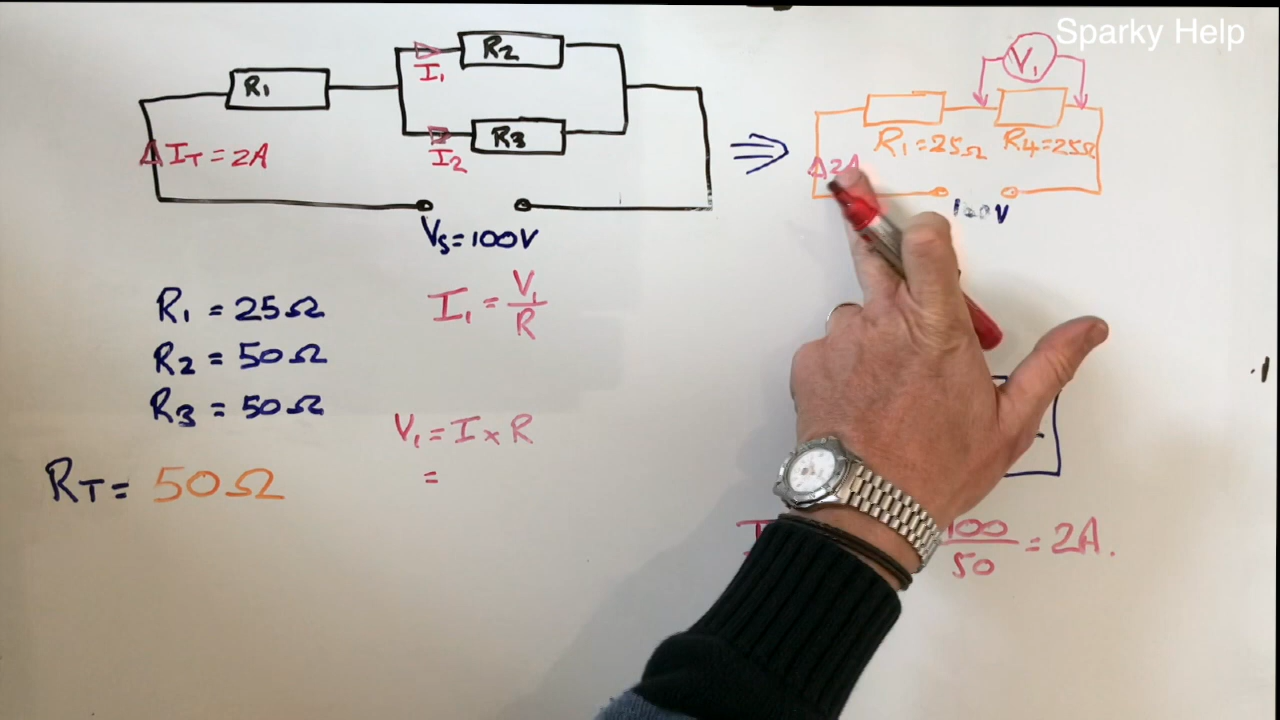 Sparky Help
R1
I1
R2
I2
R3
IT = 2A
VS = 100V
V1
R1 = 25Ω
R4 = 25Ω
2A
R1 = 25Ω
R2 = 50Ω
R3 = 50Ω
RT = 50Ω
I1 = V1/R
V1 = I × R
=
100/50 = 2A.